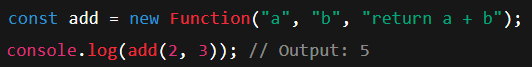 const add = new Function("a", "b", "return a + b");
console.log(add(2, 3)); // Output: 5